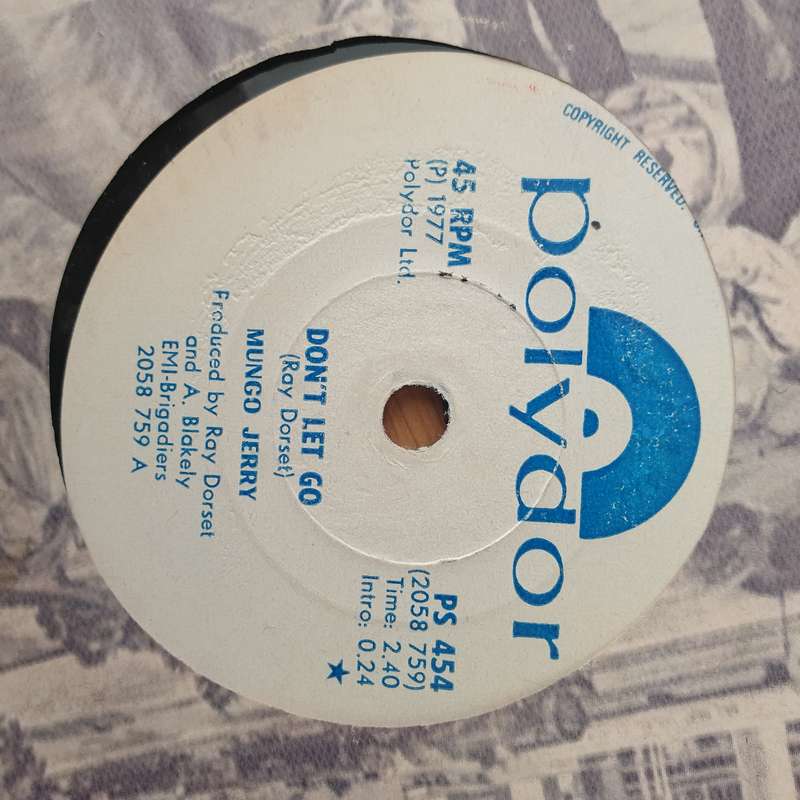 COPYRIGHT RESERVED.
polydor
45 RPM
(P) 1977
Polydor Ltd.
PS 454
(2058 759)
Time: 2.40
Intro: 0.24
DON'T LET GO
(Ray Dorset)
MUNGO JERRY
Produced by Ray Dorset
and A. Blakely
EMI-Brigadiers
2058 759 A